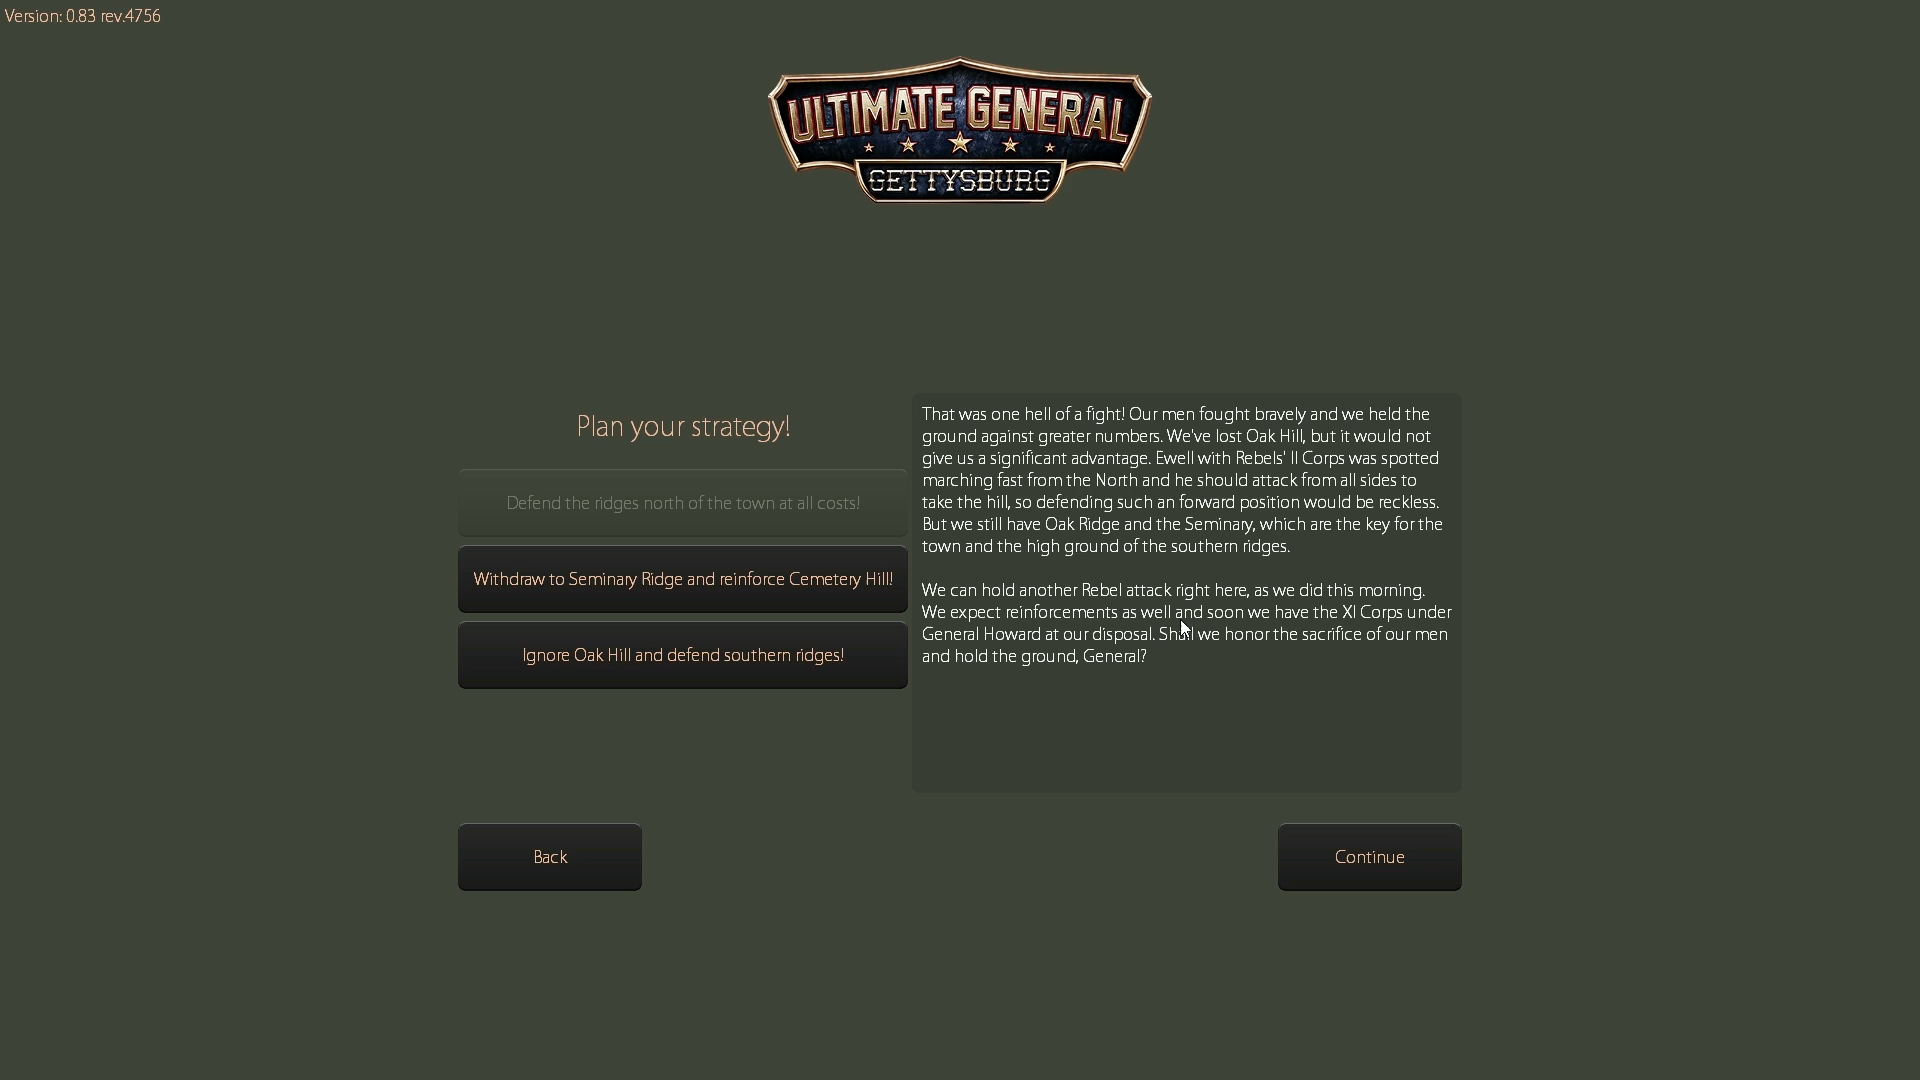 Version: 0.83 rev.4756
ULTIMATE GENERAL
GETTYSBURG
Plan your strategy!
Defend the ridges north of the town at all costs!
Withdraw to Seminary Ridge and reinforce Cemetery Hill!
Ignore Oak Hill and defend southern ridges!
That was one hell of a fight! Our men fought bravely and we held the
ground against greater numbers. We've lost Oak Hill, but it would not
give us a significant advantage. Ewell with Rebels' II Corps was spotted
marching fast from the North and he should attack from all sides to
take the hill, so defending such an forward position would be reckless.
But we still have Oak Ridge and the Seminary, which are the key for the
town and the high ground of the southern ridges.
We can hold another Rebel attack right here, as we did this morning.
We expect reinforcements as well and soon we have the XI Corps under
General Howard at our disposal. Shall we honor the sacrifice of our men
and hold the ground, General?
Back
Continue